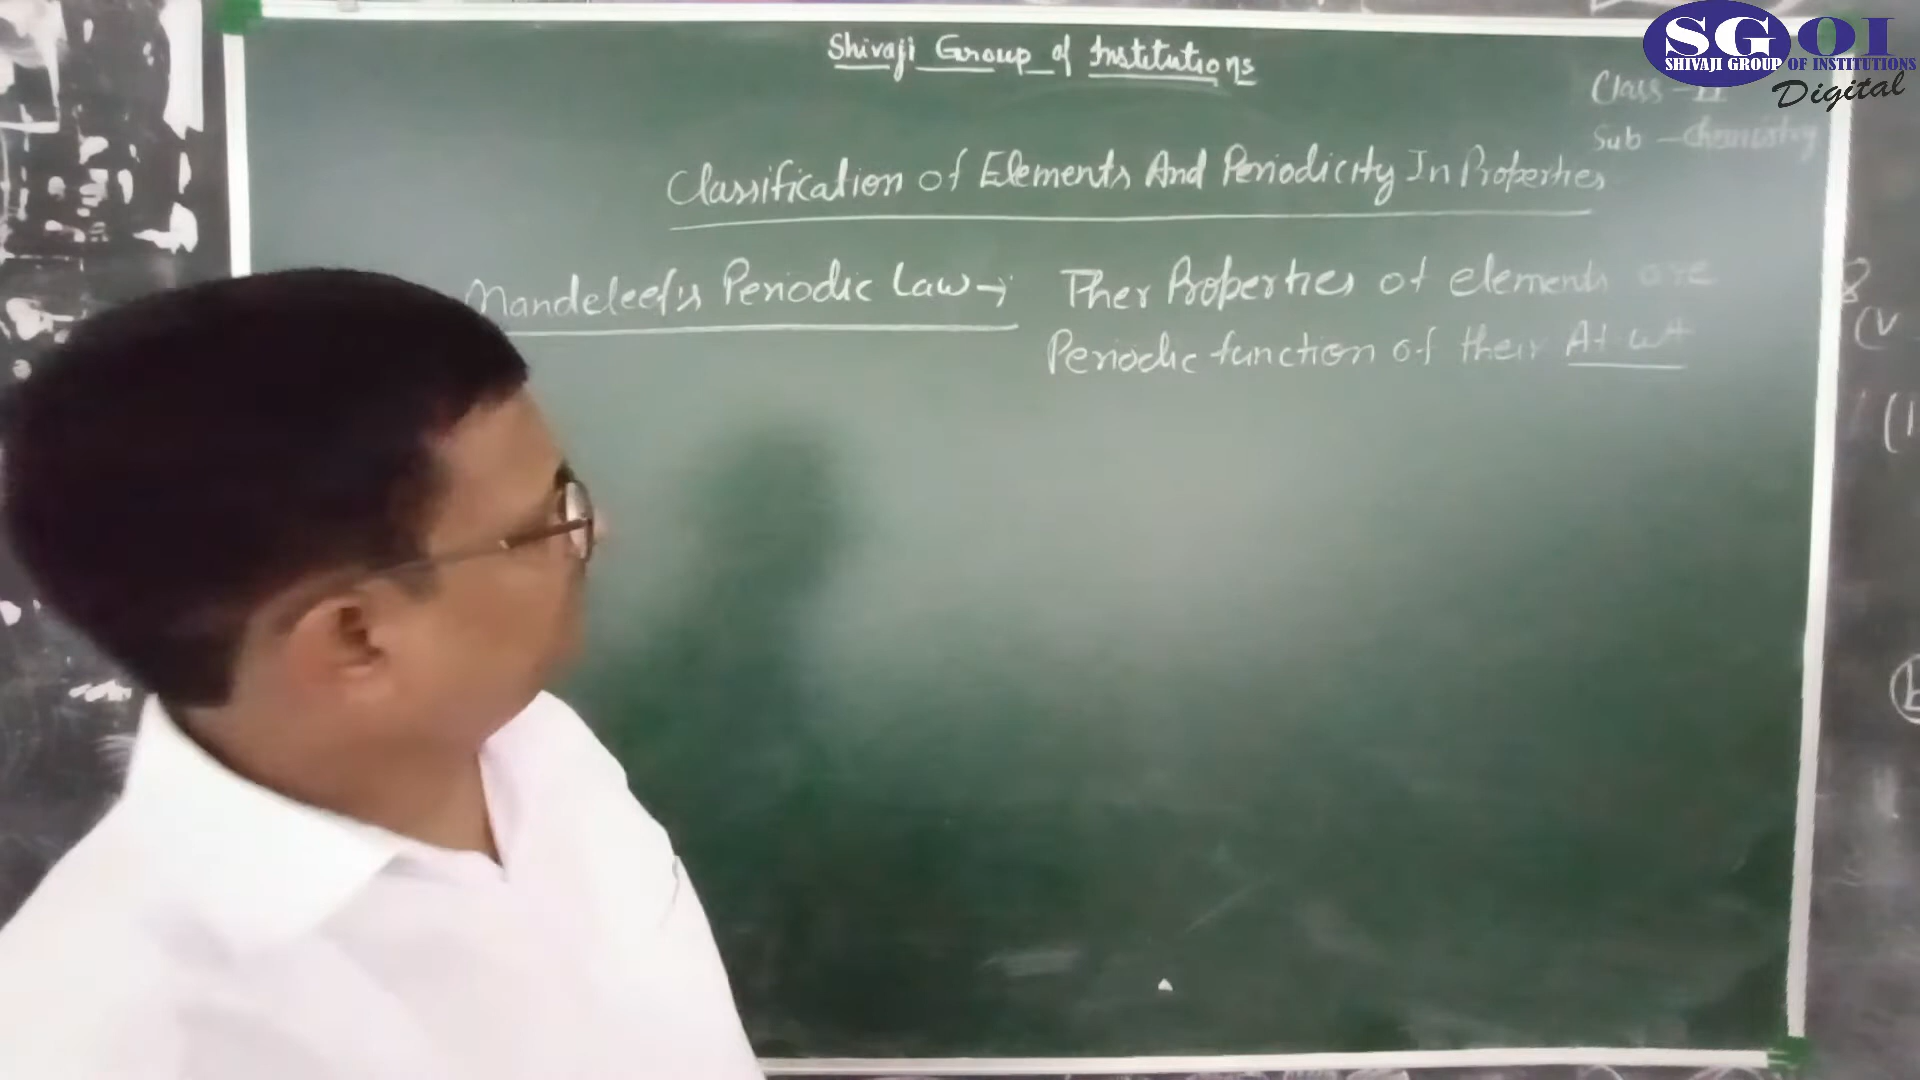 Shivaji Group of Institutions
SGOI
SHIVAJI GROUP OF INSTITUTIONS
Digital
Class - 11
Sub - Chemistry
Classification of Elements And Periodicity In Properties
Mandeleef's Periodic Law → Ther Properties of elements are
Periodic function of their At. wt